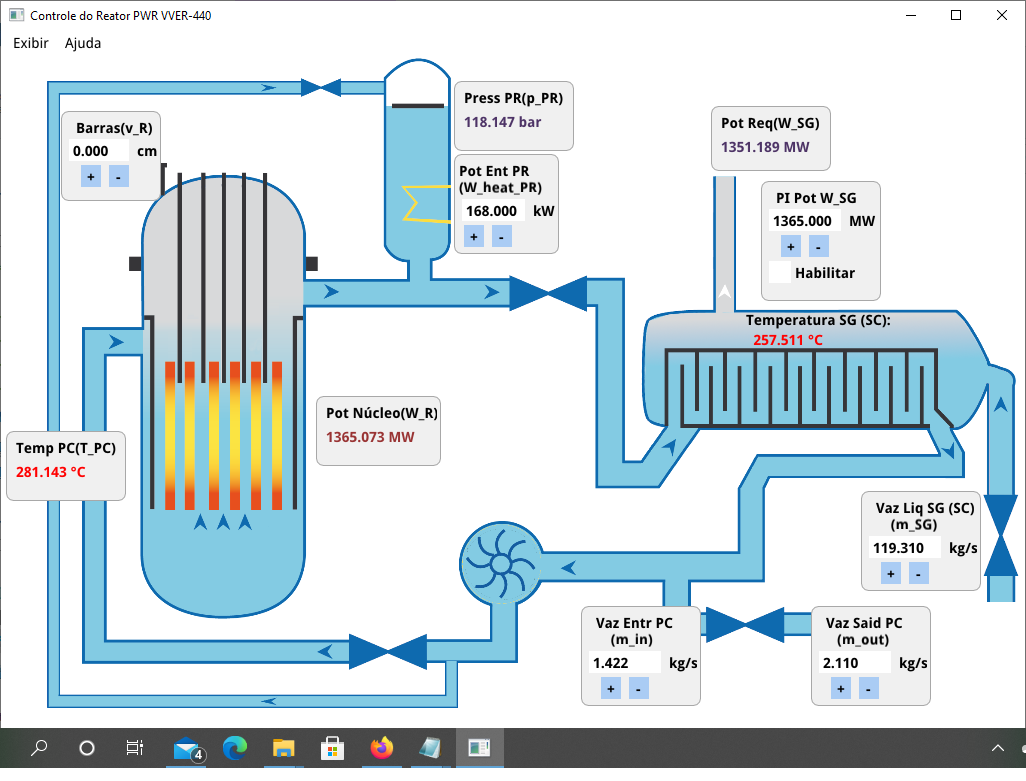 Controle do Reator PWR VVER-440
Exibir Ajuda
Barras(v_R)
0.000 cm
+ -
Press PR(p_PR)
118.147 bar
Pot Ent PR
(W_heat_PR)
168.000 kW
+ -
Pot Req(W_SG)
1351.189 MW
PI Pot W_SG
1365.000 MW
+ -
Habilitar
Temperatura SG (SC):
257.511 °C
Pot Núcleo(W_R)
1365.073 MW
Temp PC(T_PC)
281.143 °C
Vaz Liq SG (SC)
(m_SG)
119.310 kg/s
+ -
Vaz Entr PC
(m_in)
1.422 kg/s
+ -
Vaz Said PC
(m_out)
2.110 kg/s
+ -
4